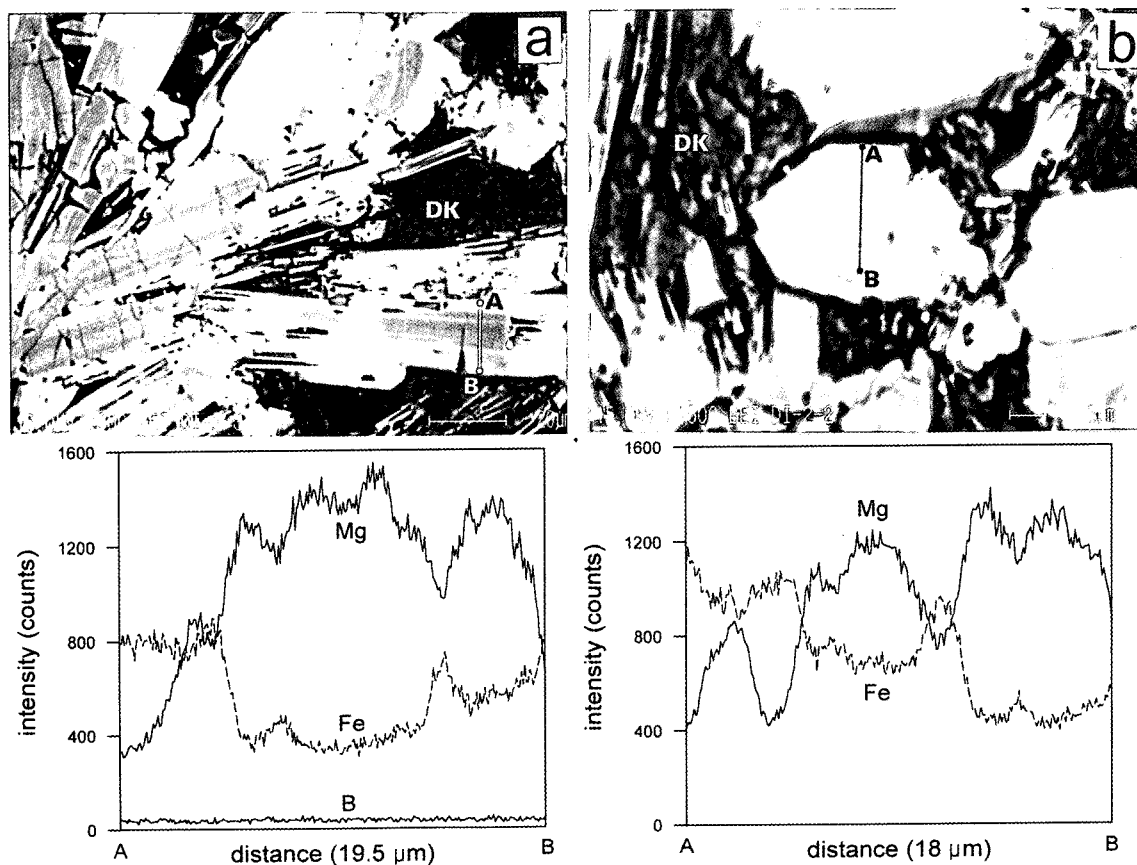 a
DK
A
B
b
DK
A
B
1600
1200
800
400
0
intensity (counts)
Mg
Fe
B
A
distance (19.5 µm)
B
1600
1200
800
400
0
intensity (counts)
Mg
Fe
A
distance (18 µm)
B